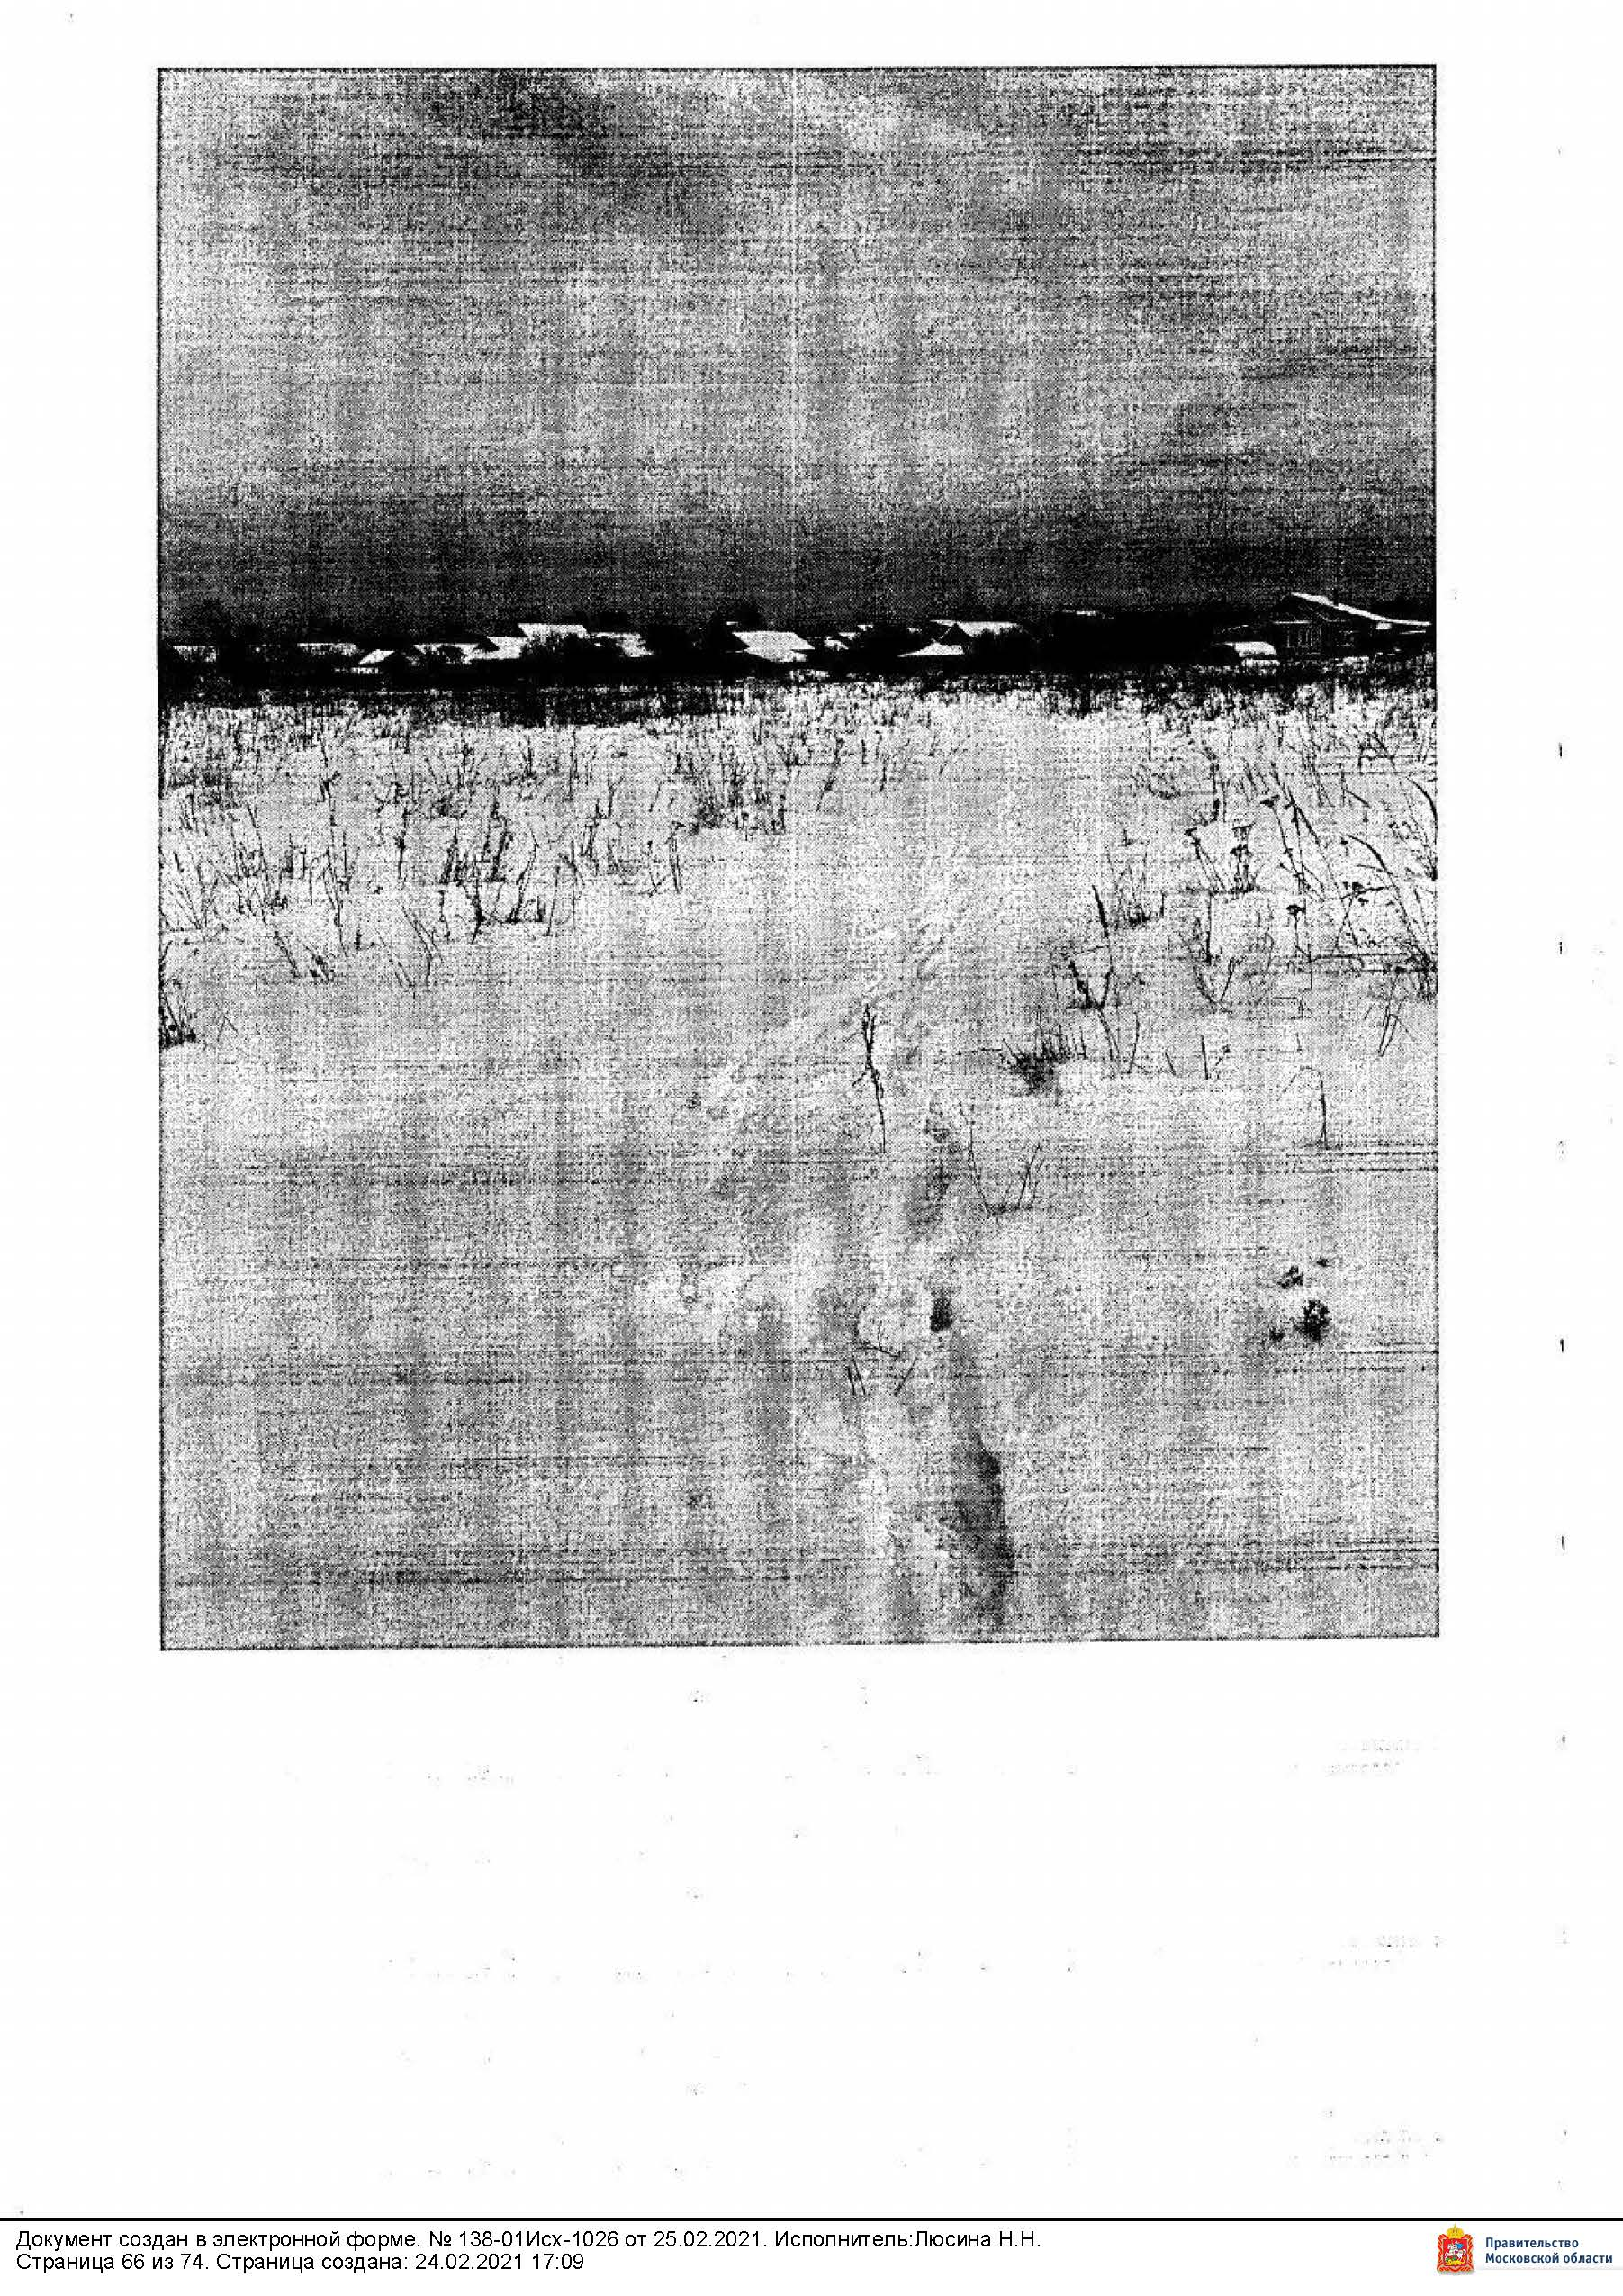 Документ создан в электронной форме. № 138-01Исх-1026 от 25.02.2021. Исполнитель:Люсина Н.Н.
Страница 66 из 74. Страница создана: 24.02.2021 17:09
Правительство
Московской области